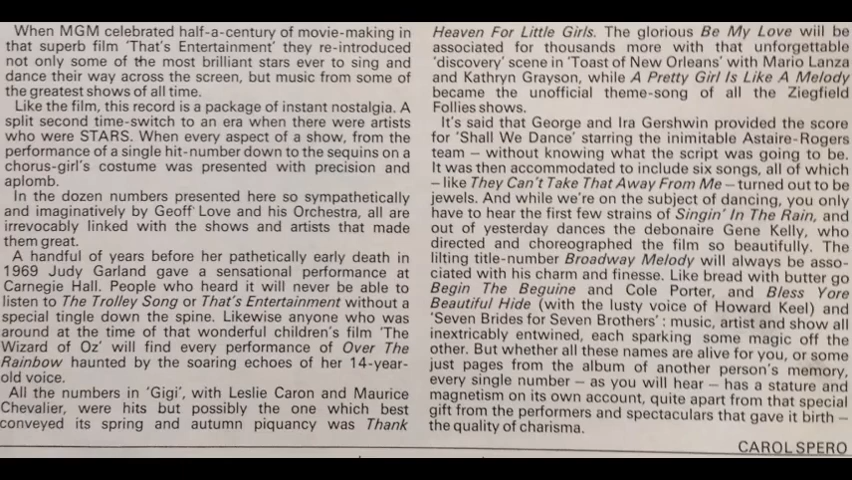 When MGM celebrated half-a-century of movie-making in
that superb film 'That's Entertainment' they re-introduced
not only some of the most brilliant stars ever to sing and
dance their way across the screen, but music from some of
the greatest shows of all time.
Like the film, this record is a package of instant nostalgia. A
split second time-switch to an era when there were artists
who were STARS. When every aspect of a show, from the
performance of a single hit-number down to the sequins on a
chorus-girl's costume was presented with precision and
aplomb.
In the dozen numbers presented here so sympathetically
and imaginatively by Geoff Love and his Orchestra, all are
irrevocably linked with the shows and artists that made
them great.
A handful of years before her pathetically early death in
1969 Judy Garland gave a sensational performance at
Carnegie Hall. People who heard it will never be able to
listen to The Trolley Song or That's Entertainment without a
special tingle down the spine. Likewise anyone who was
around at the time of that wonderful children's film 'The
Wizard of Oz' will find every performance of Over The
Rainbow haunted by the soaring echoes of her 14-year-
old voice.
All the numbers in 'Gigi', with Leslie Caron and Maurice
Chevalier, were hits but possibly the one which best
conveyed its spring and autumn piquancy was Thank
Heaven For Little Girls. The glorious Be My Love will be
associated for thousands more with that unforgettable
'discovery' scene in 'Toast of New Orleans' with Mario Lanza
and Kathryn Grayson, while A Pretty Girl Is Like A Melody
became the unofficial theme-song of all the Ziegfield
Follies shows.
It's said that George and Ira Gershwin provided the score
for 'Shall We Dance' starring the inimitable Astaire-Rogers
team – without knowing what the script was going to be.
It was then accommodated to include six songs, all of which
– like They Can't Take That Away From Me – turned out to be
jewels. And while we're on the subject of dancing, you only
have to hear the first few strains of Singin' In The Rain, and
out of yesterday dances the debonaire Gene Kelly, who
directed and choreographed the film so beautifully. The
lilting title-number Broadway Melody will always be asso-
ciated with his charm and finesse. Like bread with butter go
Begin The Beguine and Cole Porter, and Bless Yore
Beautiful Hide (with the lusty voice of Howard Keel) and
'Seven Brides for Seven Brothers' : music, artist and show all
inextricably entwined, each sparking some magic off the
other. But whether all these names are alive for you, or some
just pages from the album of another person's memory,
every single number – as you will hear – has a stature and
magnetism on its own account, quite apart from that special
gift from the performers and spectaculars that gave it birth –
the quality of charisma.
CAROL SPERO